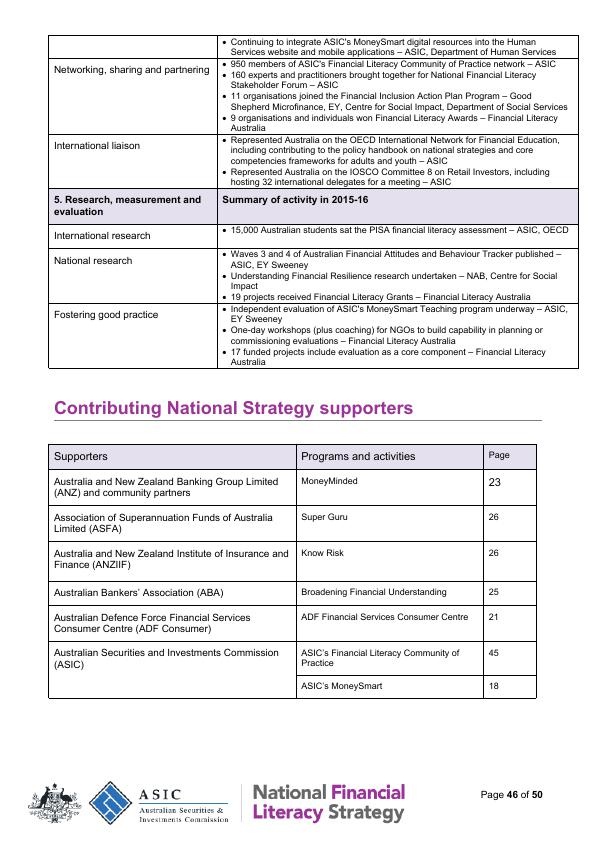 • Continuing to integrate ASIC's MoneySmart digital resources into the Human
Services website and mobile applications – ASIC, Department of Human Services
Networking, sharing and partnering
• 950 members of ASIC's Financial Literacy Community of Practice network – ASIC
• 160 experts and practitioners brought together for National Financial Literacy
Stakeholder Forum – ASIC
• 11 organisations joined the Financial Inclusion Action Plan Program – Good
Shepherd Microfinance, EY, Centre for Social Impact, Department of Social Services
• 9 organisations and individuals won Financial Literacy Awards – Financial Literacy
Australia
International liaison
• Represented Australia on the OECD International Network for Financial Education,
including contributing to the policy handbook on national strategies and core
competencies frameworks for adults and youth – ASIC
• Represented Australia on the IOSCO Committee 8 on Retail Investors, including
hosting 32 international delegates for a meeting – ASIC
5. Research, measurement and
evaluation
Summary of activity in 2015-16
International research
• 15,000 Australian students sat the PISA financial literacy assessment – ASIC, OECD
National research
• Waves 3 and 4 of Australian Financial Attitudes and Behaviour Tracker published –
ASIC, EY Sweeney
• Understanding Financial Resilience research undertaken – NAB, Centre for Social
Impact
• 19 projects received Financial Literacy Grants – Financial Literacy Australia
Fostering good practice
• Independent evaluation of ASIC's MoneySmart Teaching program underway – ASIC,
EY Sweeney
• One-day workshops (plus coaching) for NGOs to build capability in planning or
commissioning evaluations – Financial Literacy Australia
• 17 funded projects include evaluation as a core component – Financial Literacy
Australia
Contributing National Strategy supporters
Supporters
Programs and activities
Page
Australia and New Zealand Banking Group Limited
(ANZ) and community partners
MoneyMinded
23
Association of Superannuation Funds of Australia
Limited (ASFA)
Super Guru
26
Australia and New Zealand Institute of Insurance and
Finance (ANZIIF)
Know Risk
26
Australian Bankers' Association (ABA)
Broadening Financial Understanding
25
Australian Defence Force Financial Services
Consumer Centre (ADF Consumer)
ADF Financial Services Consumer Centre
21
Australian Securities and Investments Commission
(ASIC)
ASIC's Financial Literacy Community of
Practice
45
ASIC's MoneySmart
18
ASIC
Australian Securities &
Investments Commission
National Financial
Literacy Strategy
Page 46 of 50